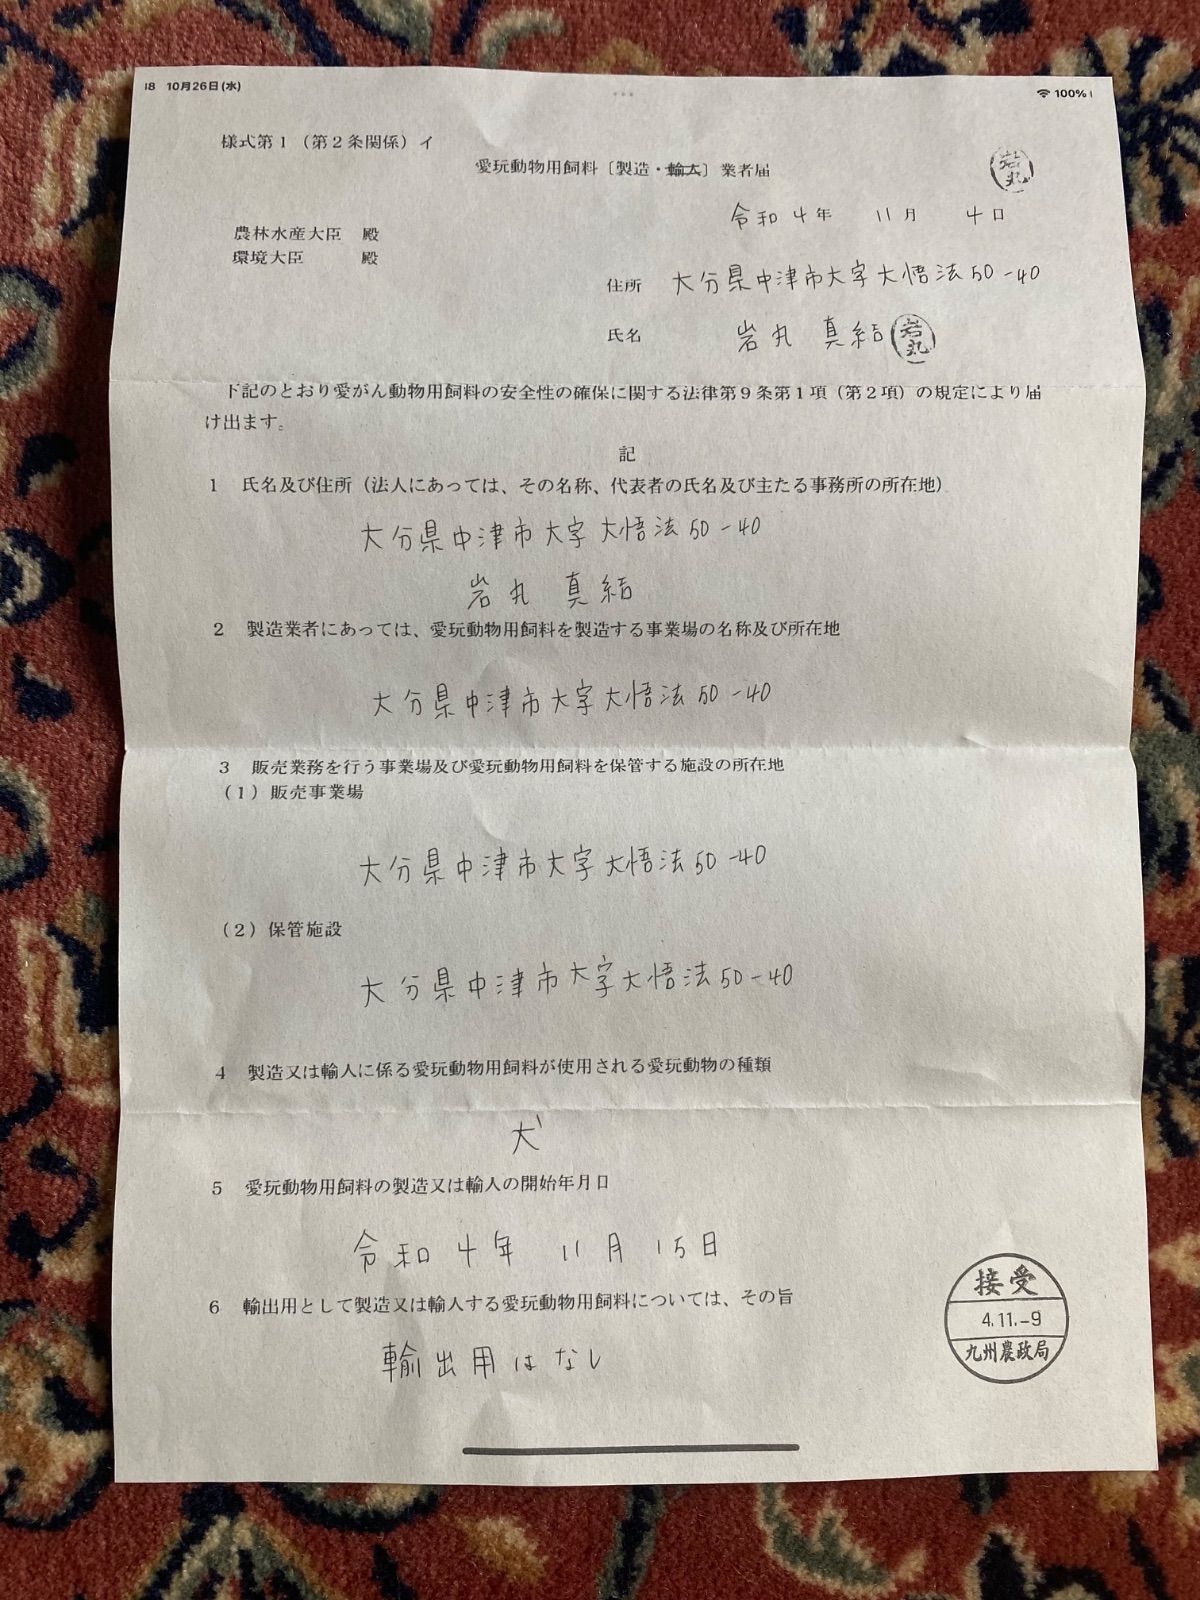 18 10月26日(水)
100%
様式第1（第2条関係）イ
愛玩動物用飼料〔製造・輸入〕業者届
岩丸
令和4年 11月 4日
農林水産大臣 殿
環境大臣 殿
住所 大分県中津市大字大悟法50-40
氏名 岩丸 真結 岩丸
下記のとおり愛がん動物用飼料の安全性の確保に関する法律第9条第1項（第2項）の規定により届
け出ます。
記
1 氏名及び住所（法人にあっては、その名称、代表者の氏名及び主たる事務所の所在地）
大分県中津市大字大悟法50-40
岩丸 真結
2 製造業者にあっては、愛玩動物用飼料を製造する事業場の名称及び所在地
大分県中津市大字大悟法50-40
3 販売業務を行う事業場及び愛玩動物用飼料を保管する施設の所在地
（1）販売事業場
大分県中津市大字大悟法50-40
（2）保管施設
大分県中津市大字大悟法50-40
4 製造又は輸入に係る愛玩動物用飼料が使用される愛玩動物の種類
犬
5 愛玩動物用飼料の製造又は輸入の開始年月日
令和4年 11月15日
6 輸出用として製造又は輸入する愛玩動物用飼料については、その旨
輸出用はなし
接受
4.11.-9
九州農政局